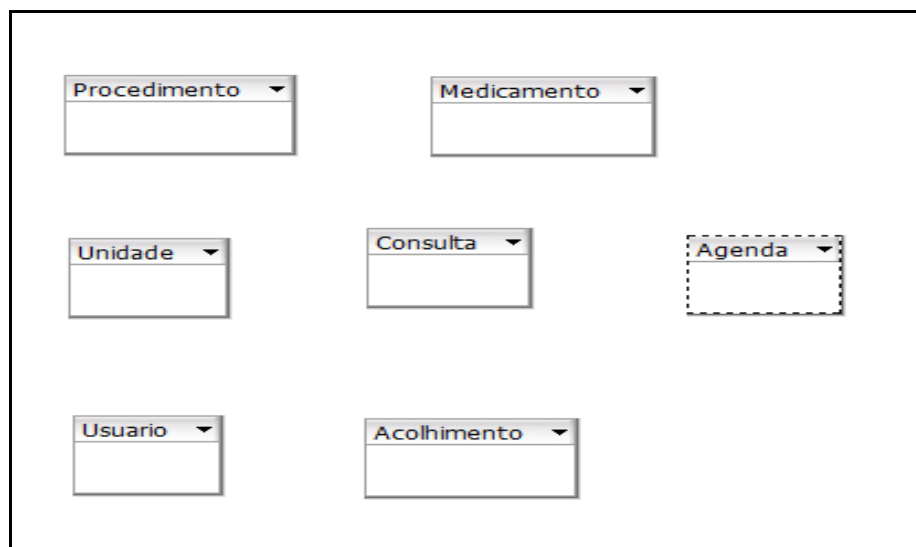 Procedimento
Medicamento
Unidade
Consulta
Agenda
Usuario
Acolhimento